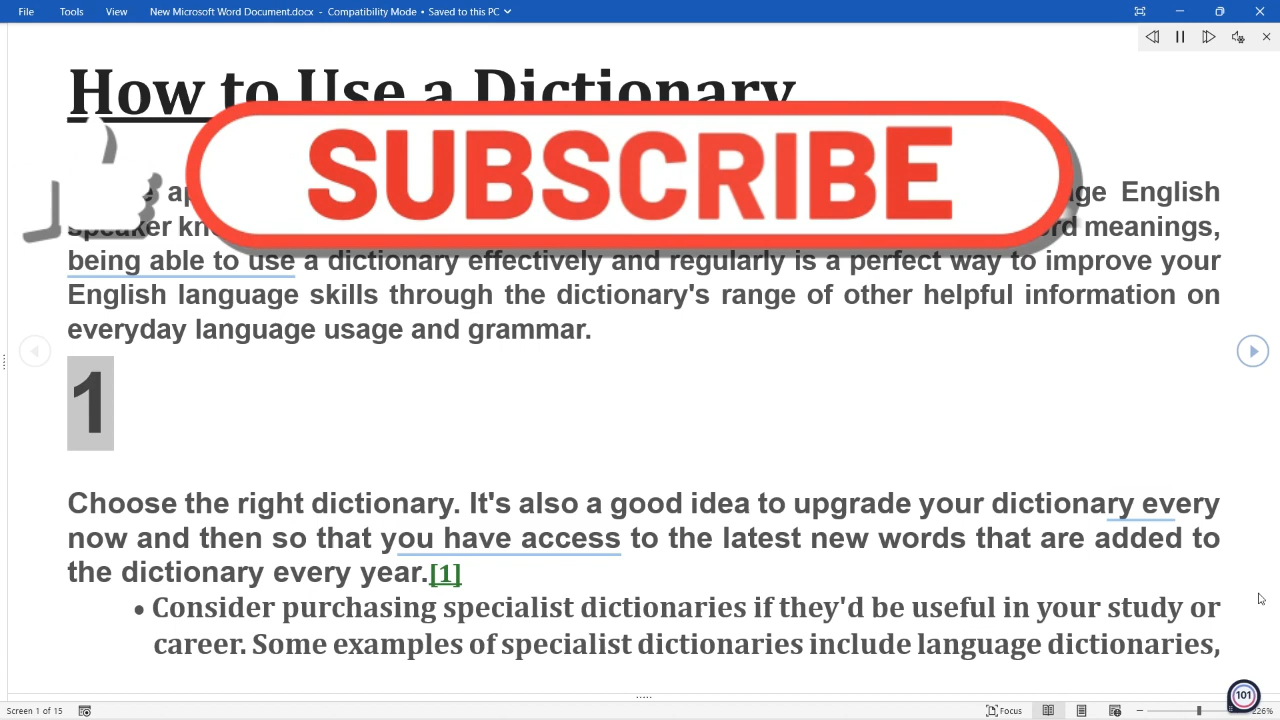 File Tools View New Microsoft Word Document.docx - Compatibility Mode • Saved to this PC
How to Use a Dictionary
SUBSCRIBE
English
speaker meanings,
being able to use a dictionary effectively and regularly is a perfect way to improve your
English language skills through the dictionary's range of other helpful information on
everyday language usage and grammar.
1
Choose the right dictionary. It's also a good idea to upgrade your dictionary every
now and then so that you have access to the latest new words that are added to
the dictionary every year.[1]
• Consider purchasing specialist dictionaries if they'd be useful in your study or
career. Some examples of specialist dictionaries include language dictionaries,
101
Screen 1 of 15 Focus 226%